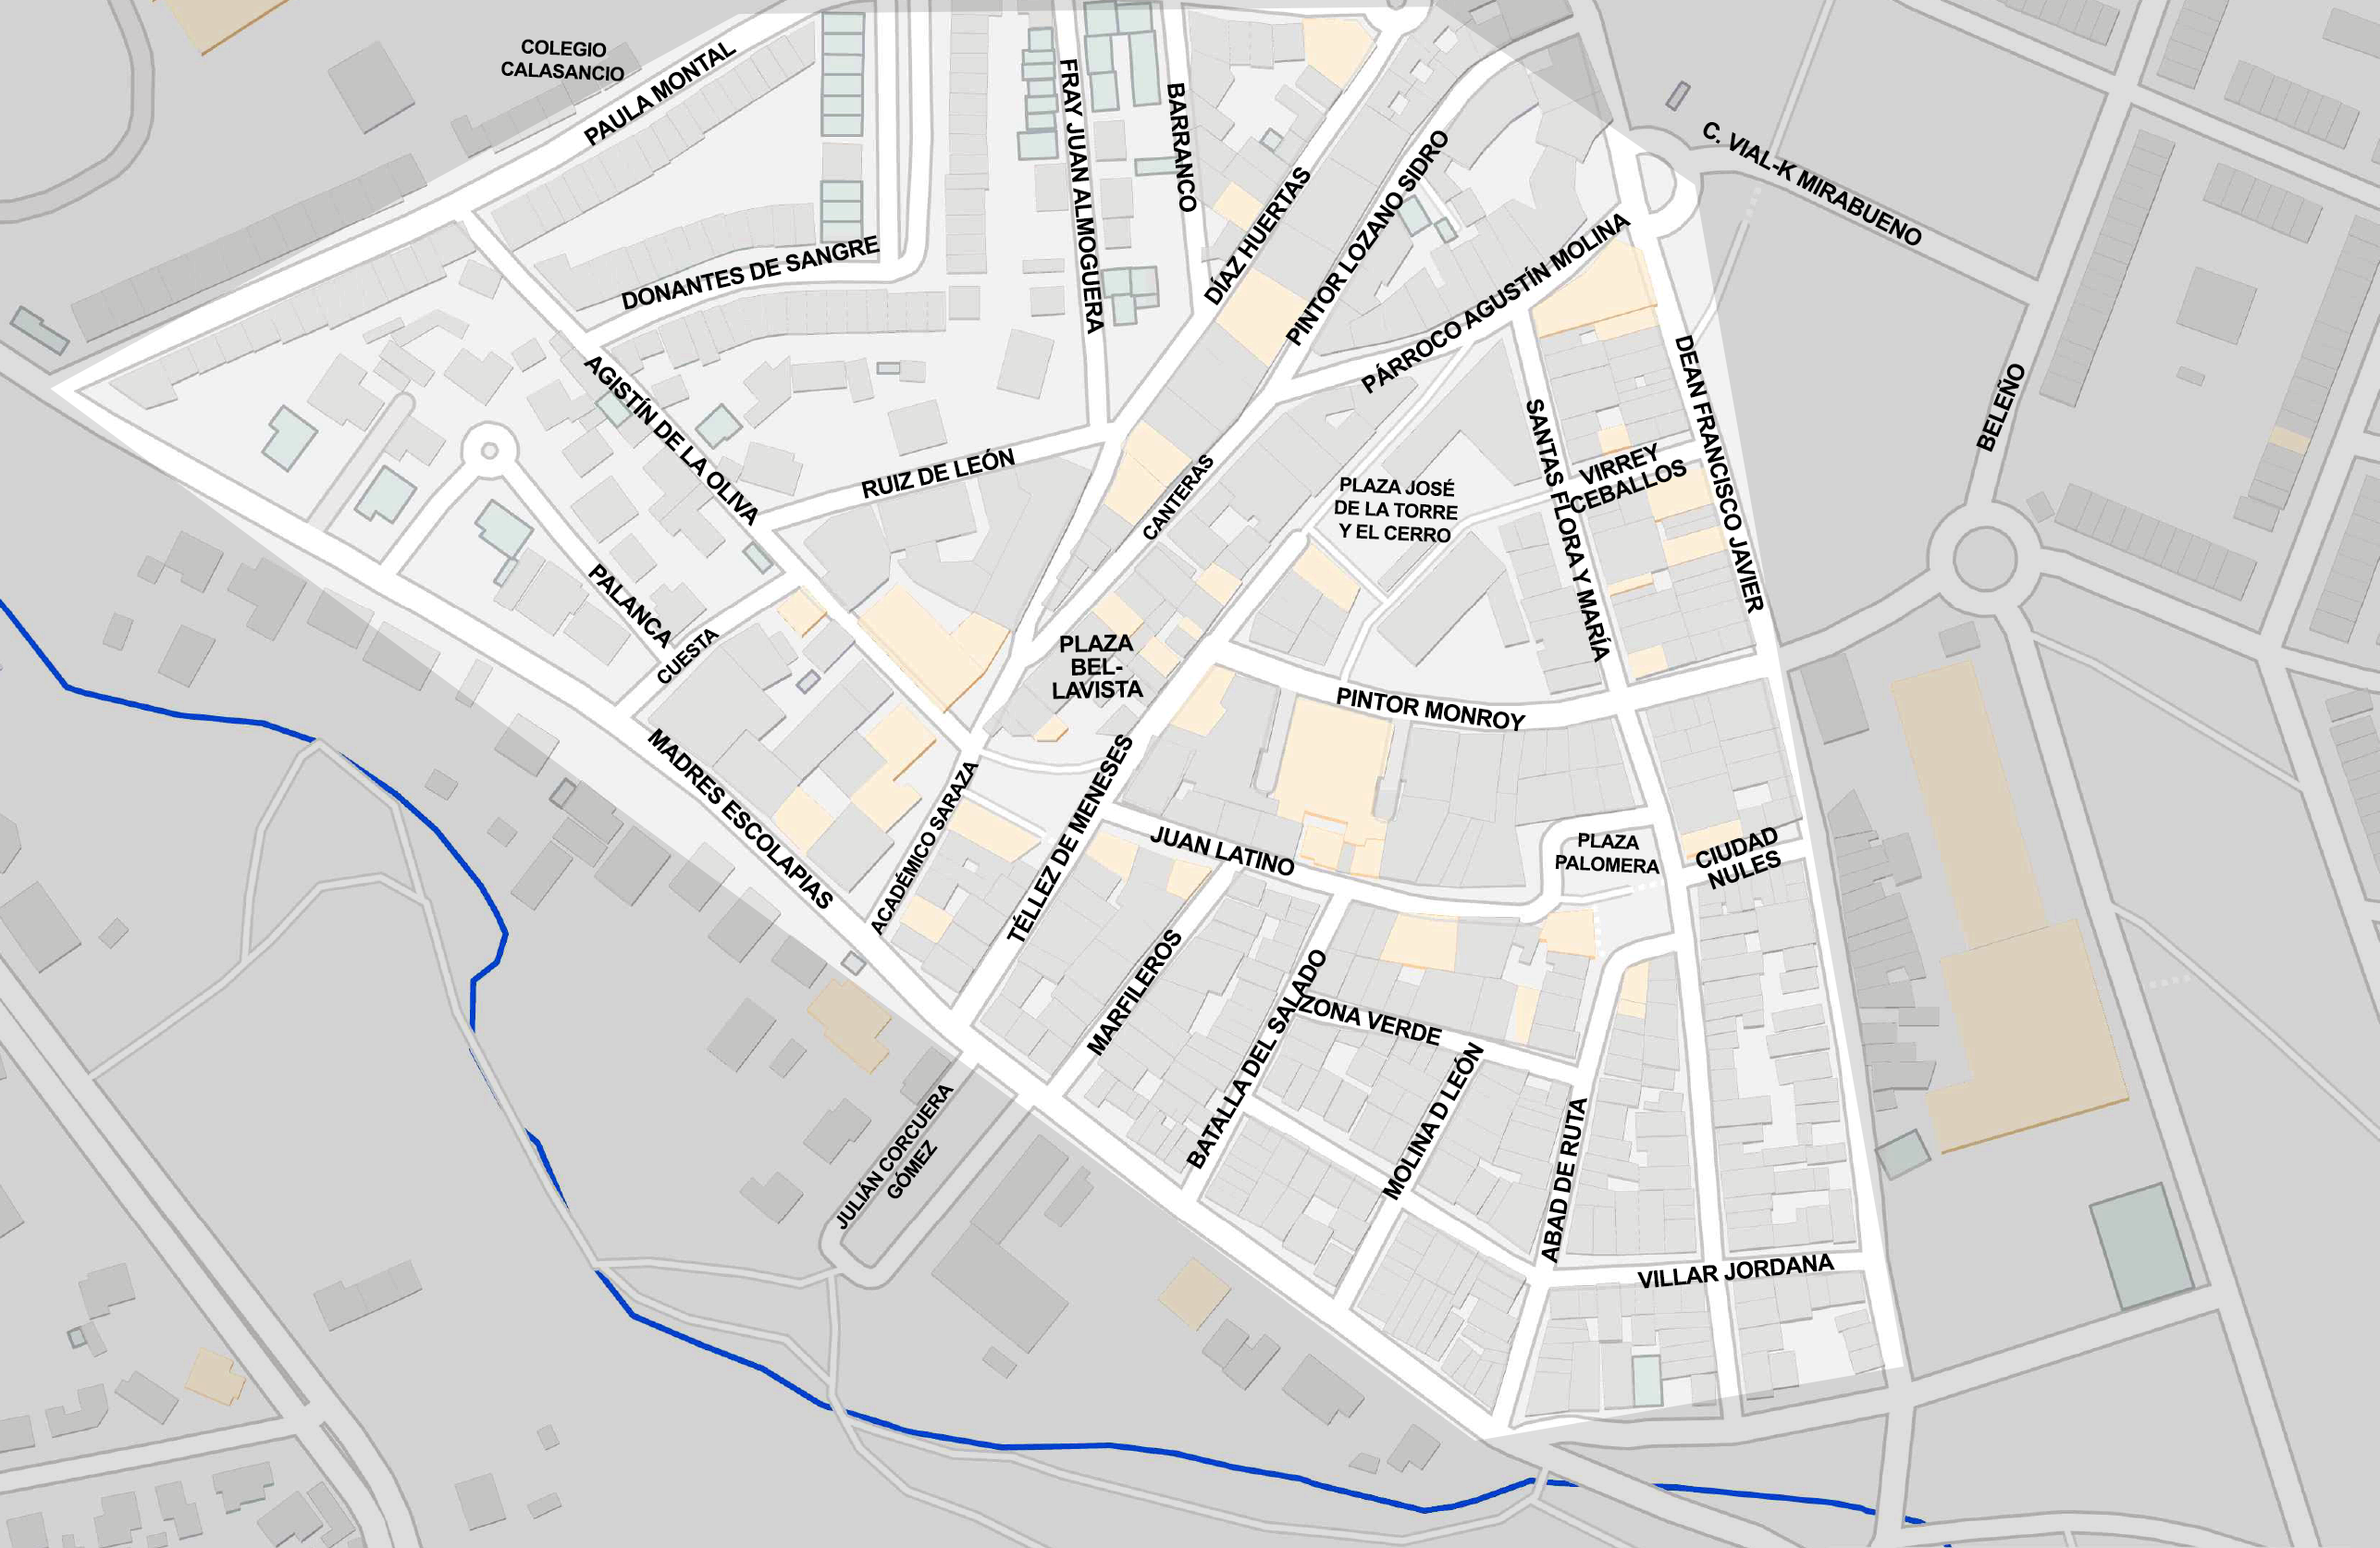 COLEGIO
CALASANCIO
PAULA MONTAL
FRAY JUAN ALMOGUERA
BARRANCO
C. VIAL-K MIRABUENO
DÍAZ HUERTAS
PINTOR LOZANO SIDRO
DONANTES DE SANGRE
PÁRROCO AGUSTÍN MOLINA
AGISTÍN DE LA OLIVA
DEAN FRANCISCO JAVIER
BELEÑO
SANTAS FLORA Y MARÍA
RUIZ DE LEÓN
CANTERAS
VIRREY
CEBALLOS
PLAZA JOSÉ
DE LA TORRE
Y EL CERRO
PALANCA
CUESTA
PLAZA
BEL-
LAVISTA
PINTOR MONROY
MADRES ESCOLAPIAS
ACADÉMICO SARAZA
TÉLLEZ DE MENESES
JUAN LATINO
PLAZA
PALOMERA
CIUDAD
NULES
MARFILEROS
BATALLA DEL SALADO
ZONA VERDE
MOLINA D LEÓN
JULIÁN CORCUERA
GÓMEZ
ABAD DE RUTA
VILLAR JORDANA